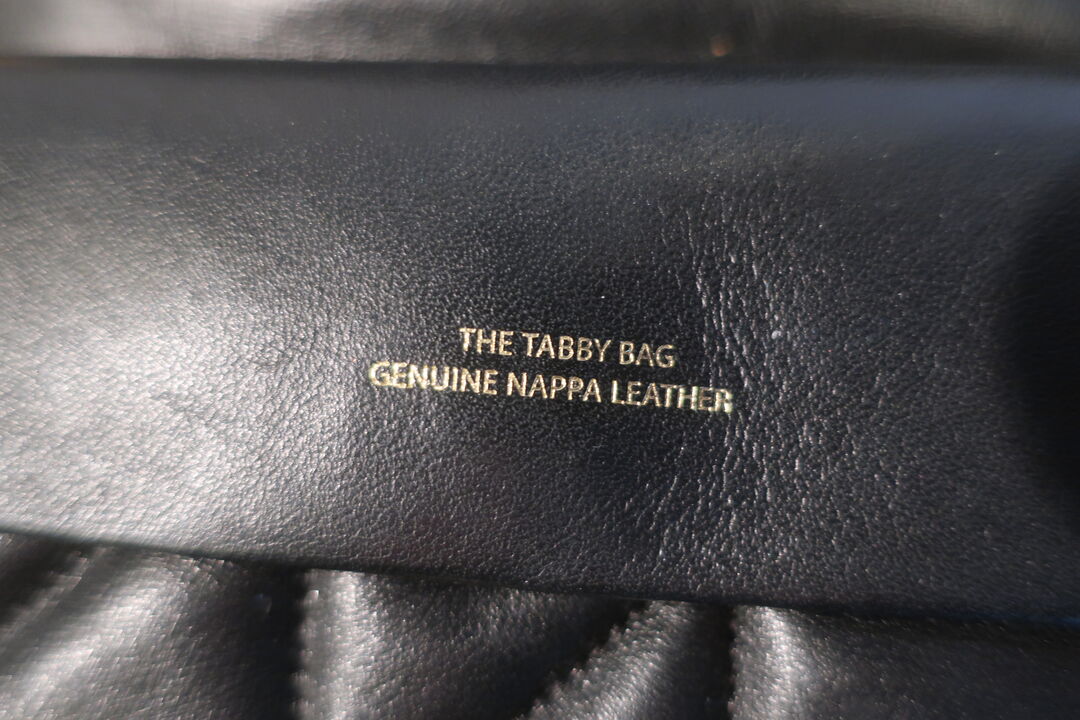 THE TABBY BAG
GENUINE NAPPA LEATHER